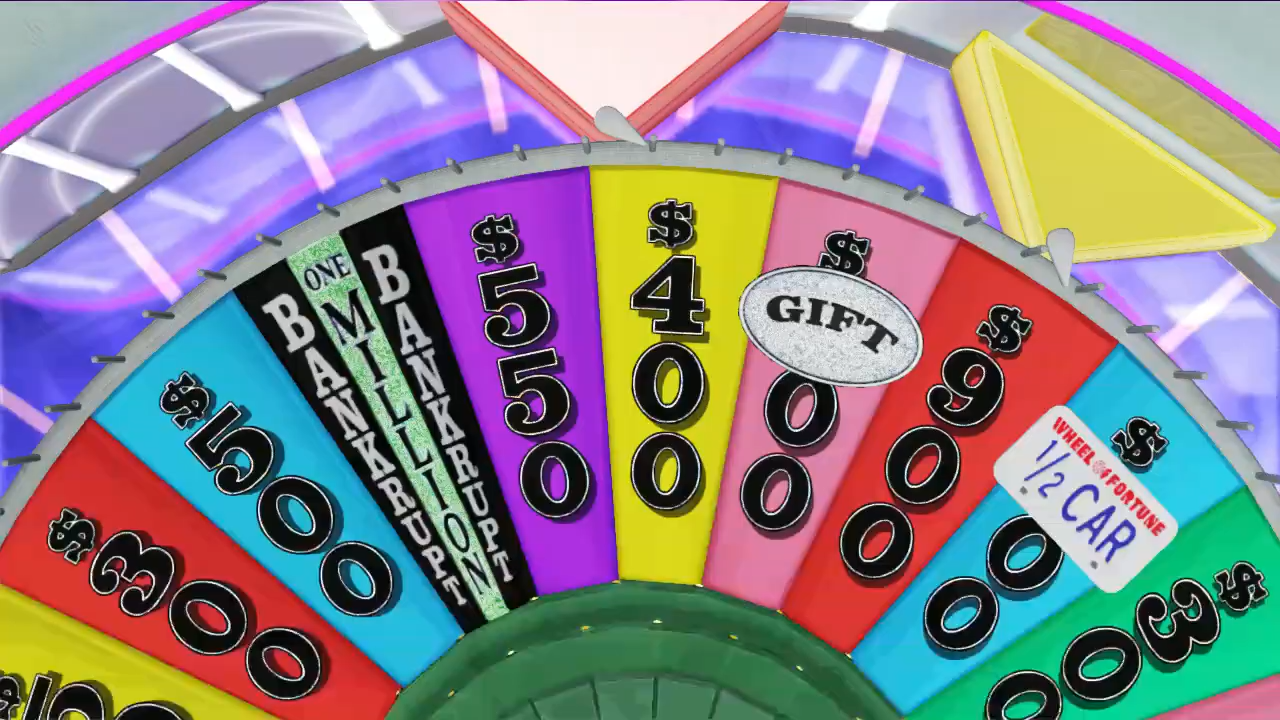 $300
$500
BANKRUPT
ONE MILLION
BANKRUPT
$550
$400
$
GIFT
00
$900
$
WHEEL OF FORTUNE
1/2 CAR
00
$300